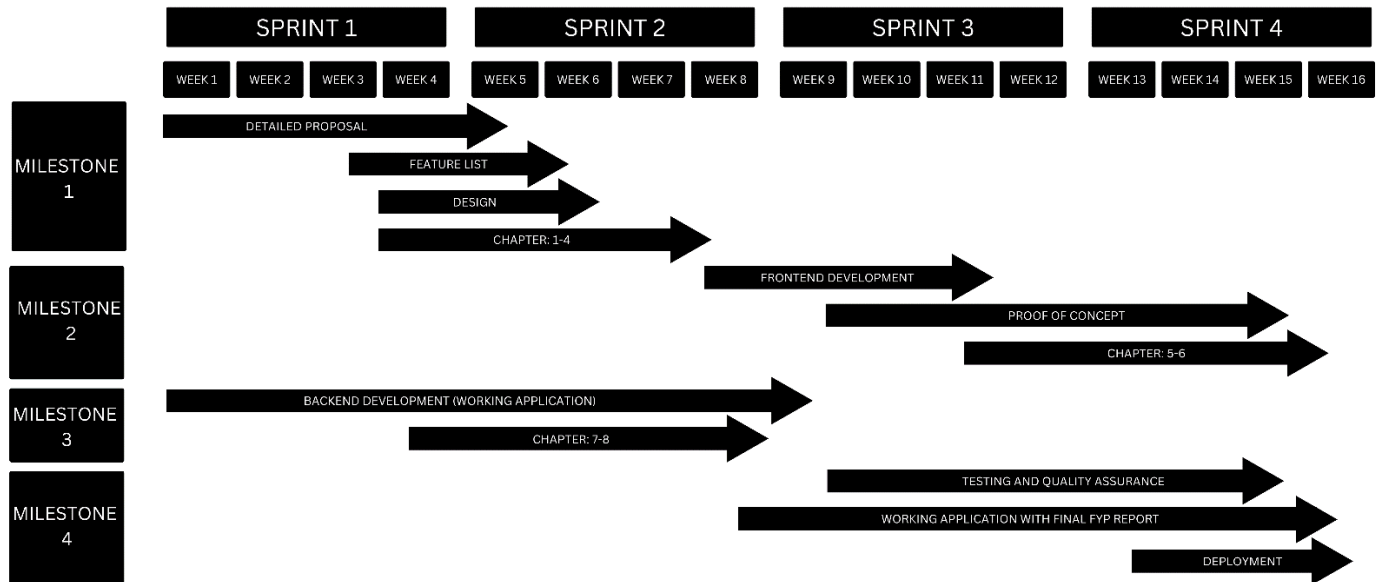 SPRINT 1 SPRINT 2 SPRINT 3 SPRINT 4
WEEK 1 WEEK 2 WEEK 3 WEEK 4 WEEK 5 WEEK 6 WEEK 7 WEEK 8 WEEK 9 WEEK 10 WEEK 11 WEEK 12 WEEK 13 WEEK 14 WEEK 15 WEEK 16
MILESTONE
1
DETAILED PROPOSAL
FEATURE LIST
DESIGN
CHAPTER: 1-4
MILESTONE
2
FRONTEND DEVELOPMENT
PROOF OF CONCEPT
CHAPTER: 5-6
MILESTONE
3
BACKEND DEVELOPMENT (WORKING APPLICATION)
CHAPTER: 7-8
MILESTONE
4
TESTING AND QUALITY ASSURANCE
WORKING APPLICATION WITH FINAL FYP REPORT
DEPLOYMENT